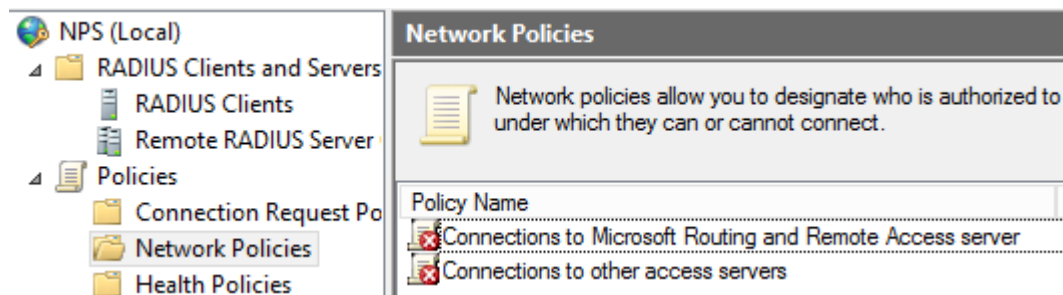 NPS (Local)
RADIUS Clients and Servers
RADIUS Clients
Remote RADIUS Server
Policies
Connection Request Po
Network Policies
Health Policies
Network Policies
Network policies allow you to designate who is authorized to
under which they can or cannot connect.
Policy Name
Connections to Microsoft Routing and Remote Access server
Connections to other access servers